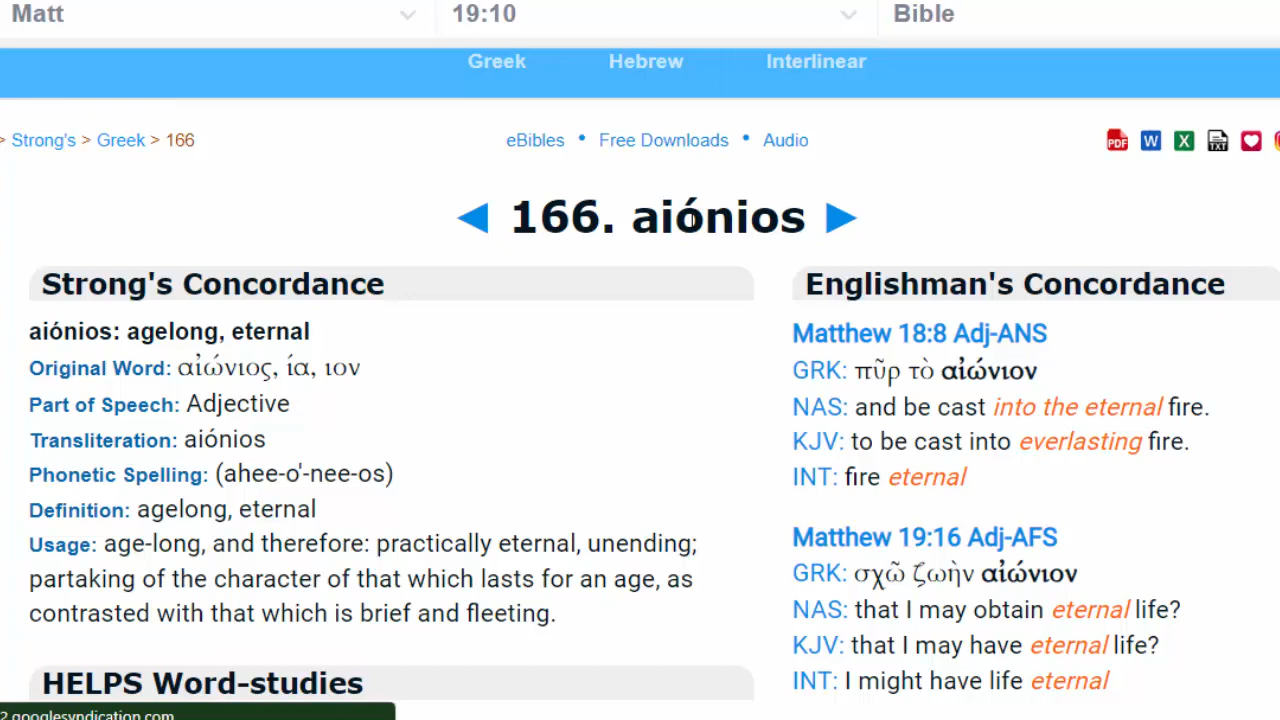 Matt 19:10 Bible
Greek Hebrew Interlinear
> Strong's > Greek > 166 eBibles • Free Downloads • Audio
PDF W X TXT
◄ 166. aiónios ►
Strong's Concordance
aiónios: agelong, eternal
Original Word: αἰώνιος, ία, ιον
Part of Speech: Adjective
Transliteration: aiónios
Phonetic Spelling: (ahee-o'-nee-os)
Definition: agelong, eternal
Usage: age-long, and therefore: practically eternal, unending;
partaking of the character of that which lasts for an age, as
contrasted with that which is brief and fleeting.
HELPS Word-studies
Englishman's Concordance
Matthew 18:8 Adj-ANS
GRK: πῦρ τὸ αἰώνιον
NAS: and be cast into the eternal fire.
KJV: to be cast into everlasting fire.
INT: fire eternal
Matthew 19:16 Adj-AFS
GRK: σχῶ ζωὴν αἰώνιον
NAS: that I may obtain eternal life?
KJV: that I may have eternal life?
INT: I might have life eternal
2.googlesyndication.com